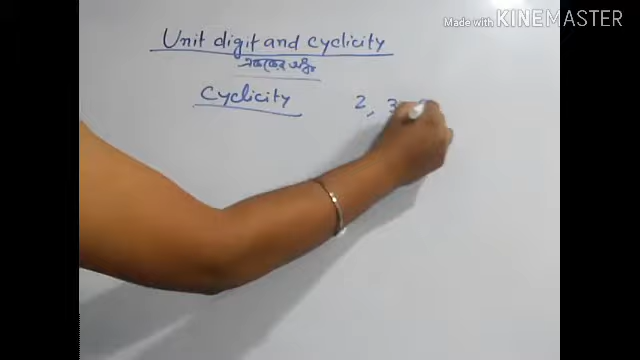 Made with KINEMASTER
Unit digit and cyclicity
এককের অঙ্ক
Cyclicity 2, 3